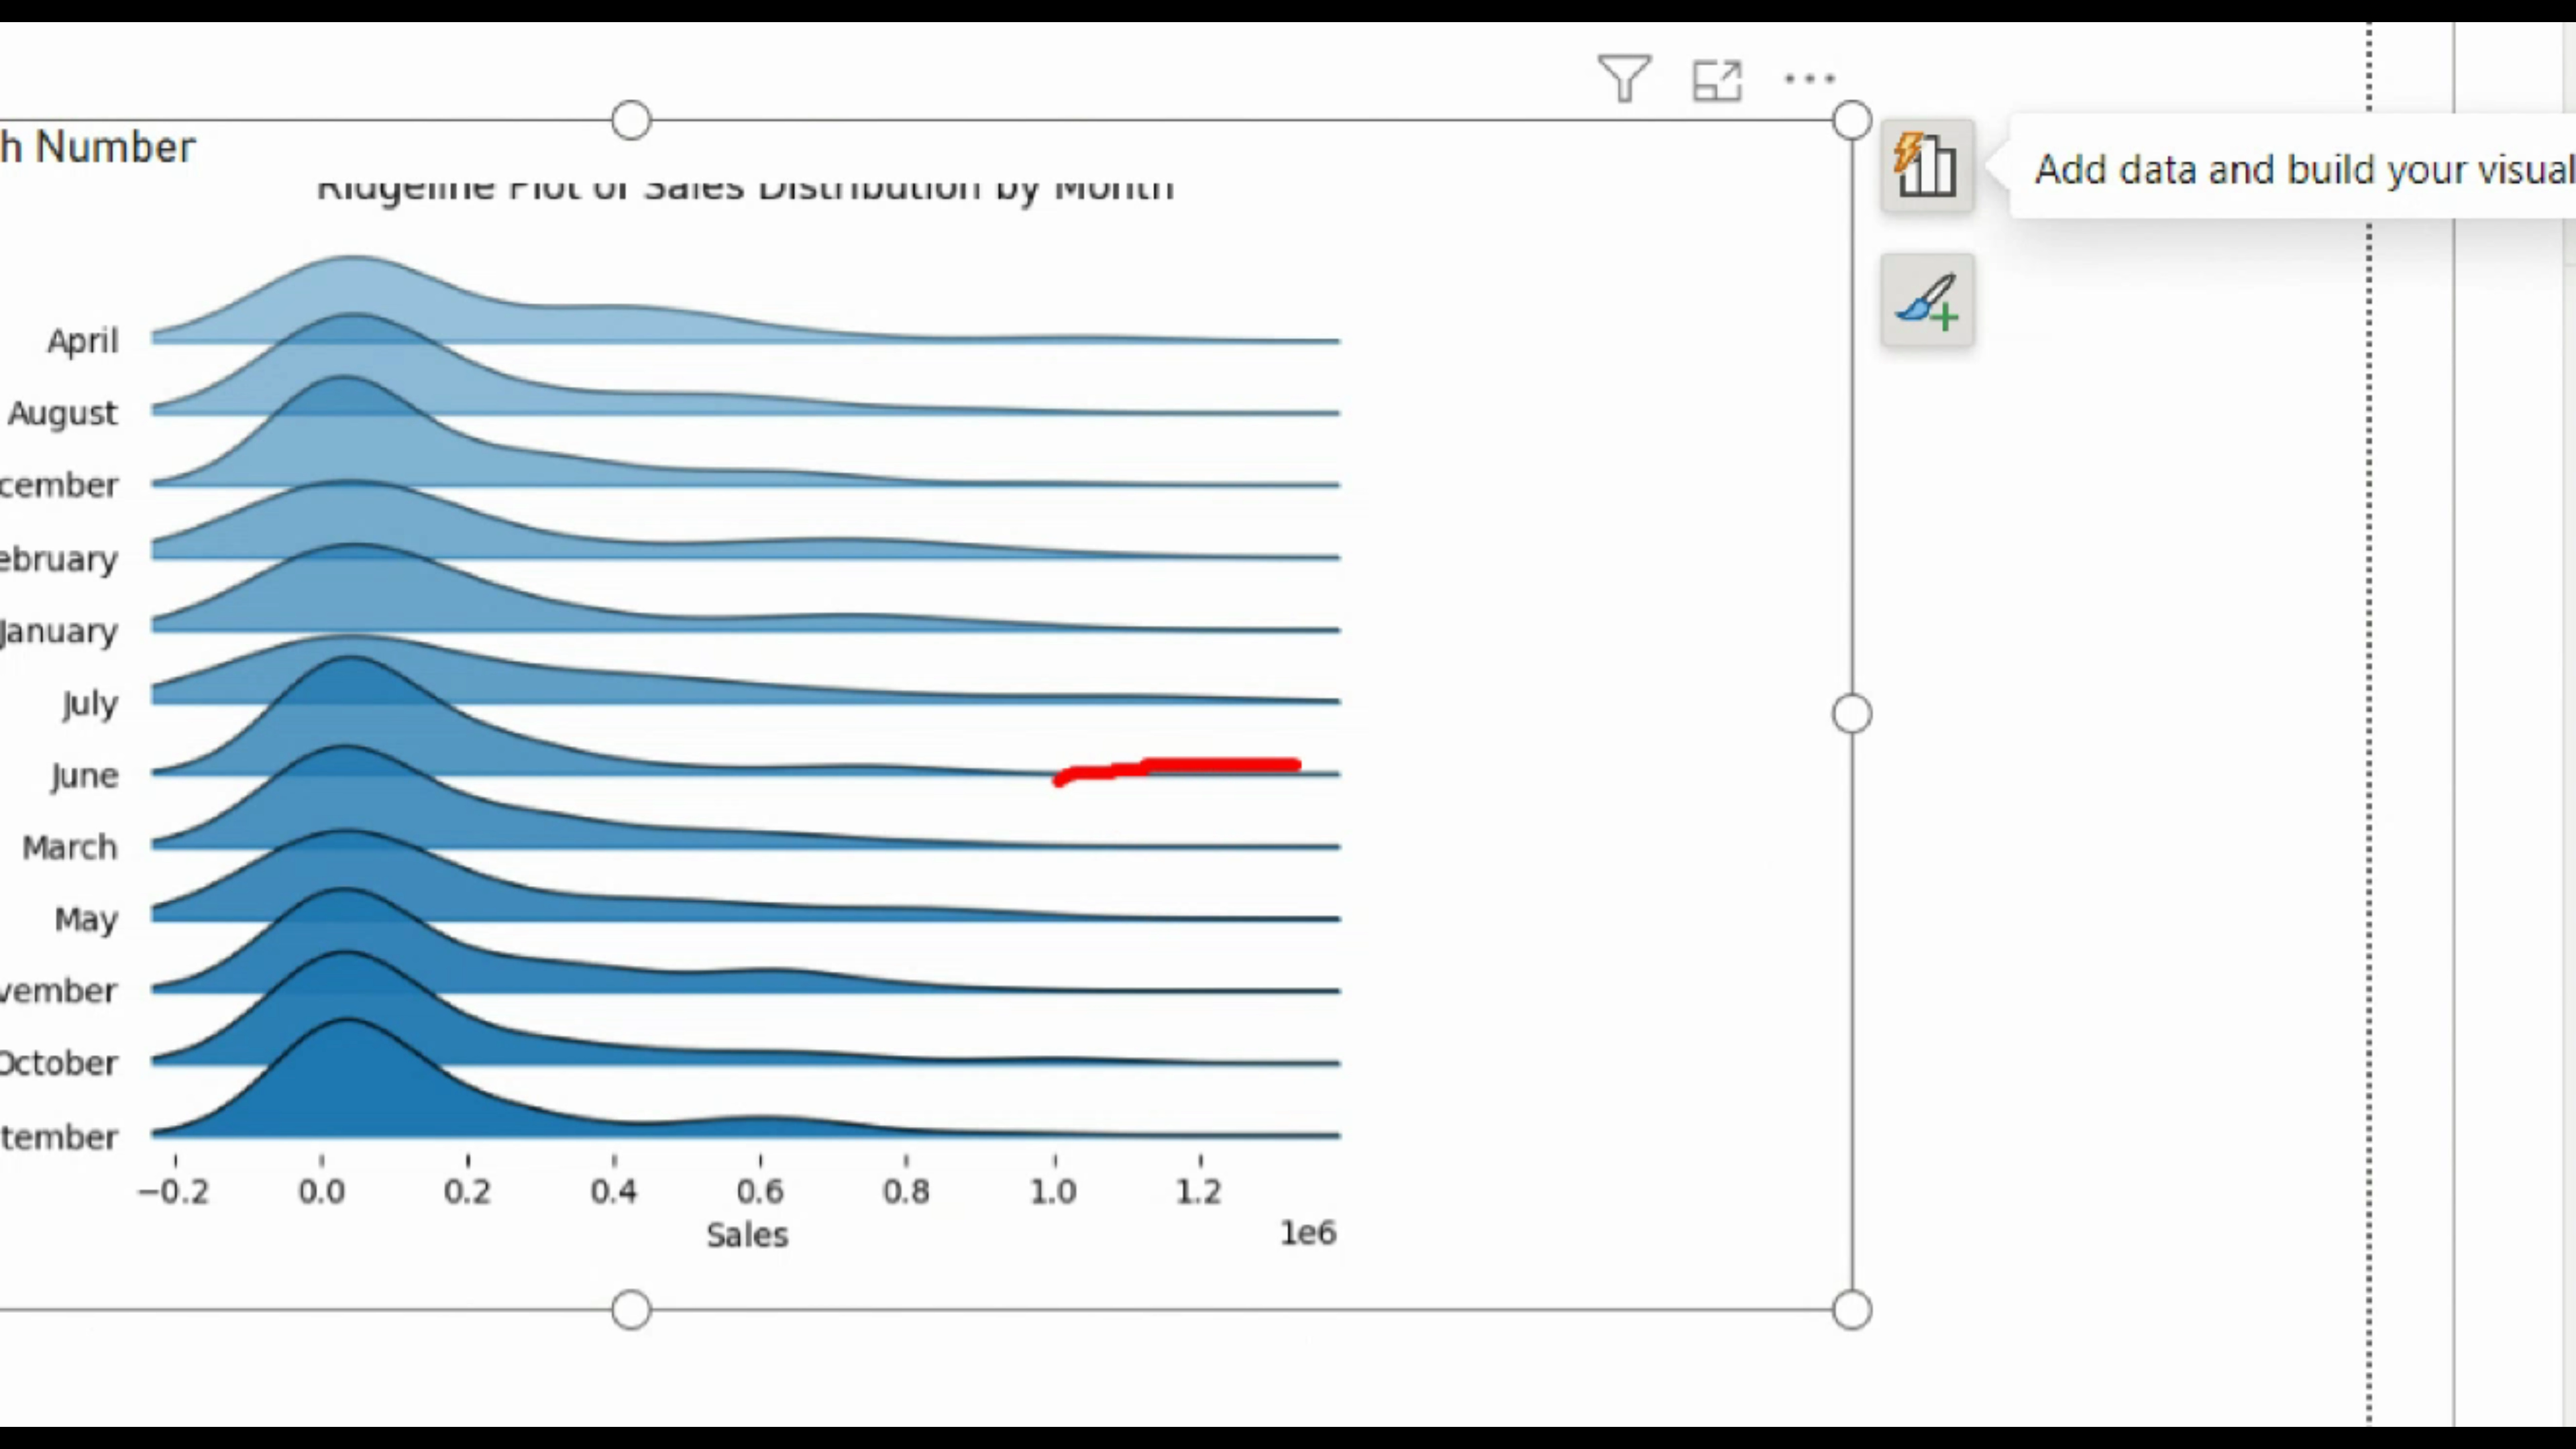 h Number
Add data and build your visual
Ridgeline Plot of Sales Distribution by Month
April
August
cember
ebruary
January
July
June
March
May
vember
October
tember
−0.2 0.0 0.2 0.4 0.6 0.8 1.0 1.2
Sales
1e6